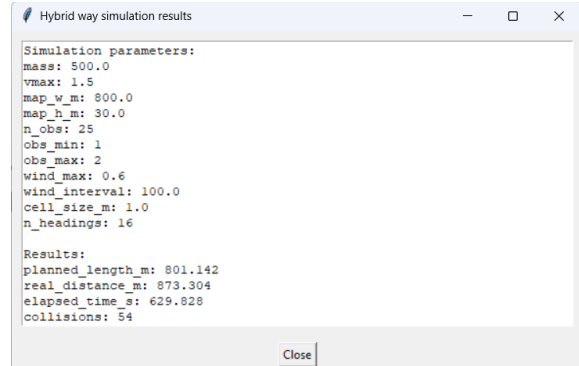 Hybrid way simulation results
Simulation parameters:
mass: 500.0
vmax: 1.5
map_w_m: 800.0
map_h_m: 30.0
n_obs: 25
obs_min: 1
obs_max: 2
wind_max: 0.6
wind_interval: 100.0
cell_size_m: 1.0
n_headings: 16

Results:
planned_length_m: 801.142
real_distance_m: 873.304
elapsed_time_s: 629.828
collisions: 54
Close